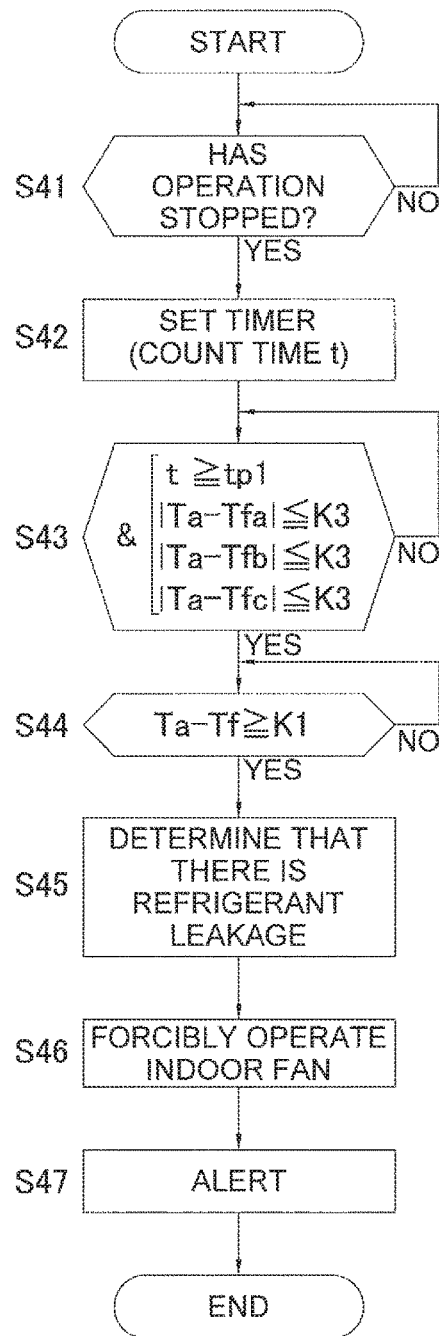 START
S41
HAS
OPERATION
STOPPED?
NO
YES
S42
SET TIMER
(COUNT TIME t)
S43
&
t ≧tp1
|Ta-Tfa|≦K3
|Ta-Tfb|≦K3
|Ta-Tfc|≦K3
NO
YES
S44
Ta-Tf≧K1
NO
YES
S45
DETERMINE THAT
THERE IS
REFRIGERANT
LEAKAGE
S46
FORCIBLY OPERATE
INDOOR FAN
S47
ALERT
END